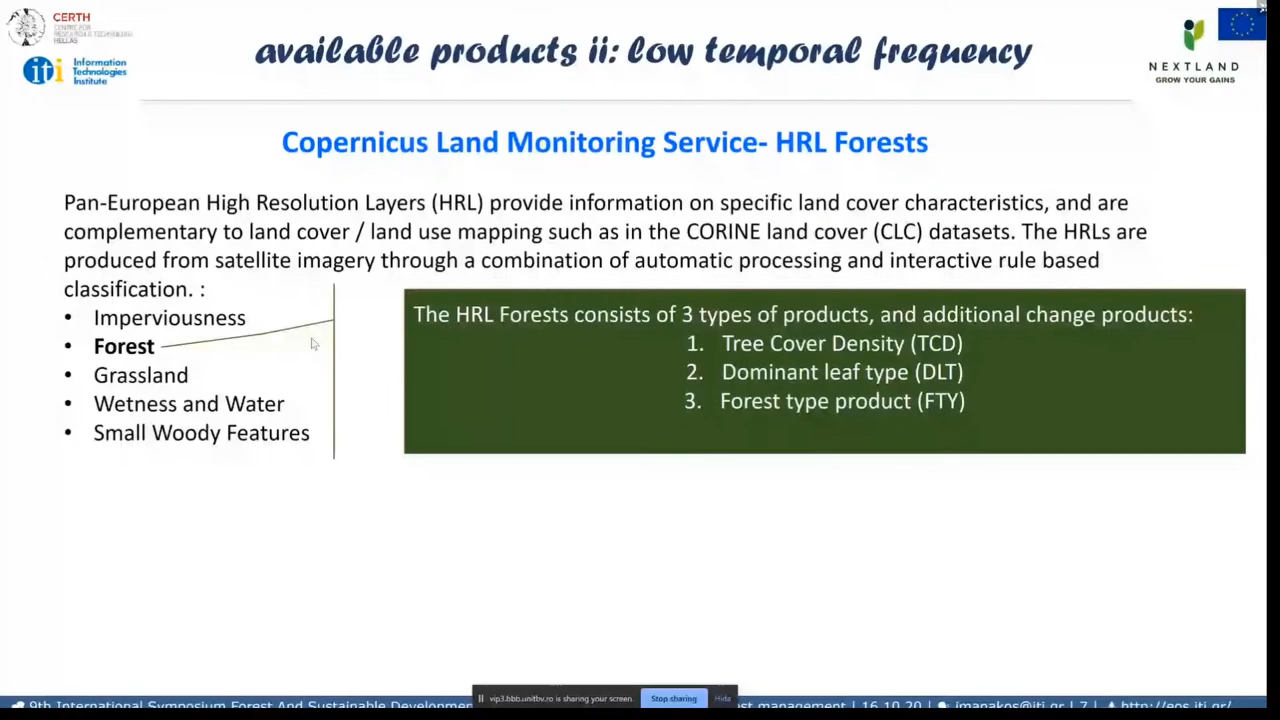 CERTH
CENTRE FOR
RESEARCH & TECHNOLOGY
HELLAS
iti Information
Technologies
Institute
available products ii: low temporal frequency
NEXTLAND
GROW YOUR GAINS
Copernicus Land Monitoring Service- HRL Forests
Pan-European High Resolution Layers (HRL) provide information on specific land cover characteristics, and are
complementary to land cover / land use mapping such as in the CORINE land cover (CLC) datasets. The HRLs are
produced from satellite imagery through a combination of automatic processing and interactive rule based
classification. :
• Imperviousness
• Forest
• Grassland
• Wetness and Water
• Small Woody Features
The HRL Forests consists of 3 types of products, and additional change products:
1. Tree Cover Density (TCD)
2. Dominant leaf type (DLT)
3. Forest type product (FTY)
vip3.bbb.unitbv.ro is sharing your screen. Stop sharing Hide
9th International Symposium Forest And Sustainable Developmen st management | 16.10.20 | imanakos@iti.gr | 7 | http://eos.iti.gr/